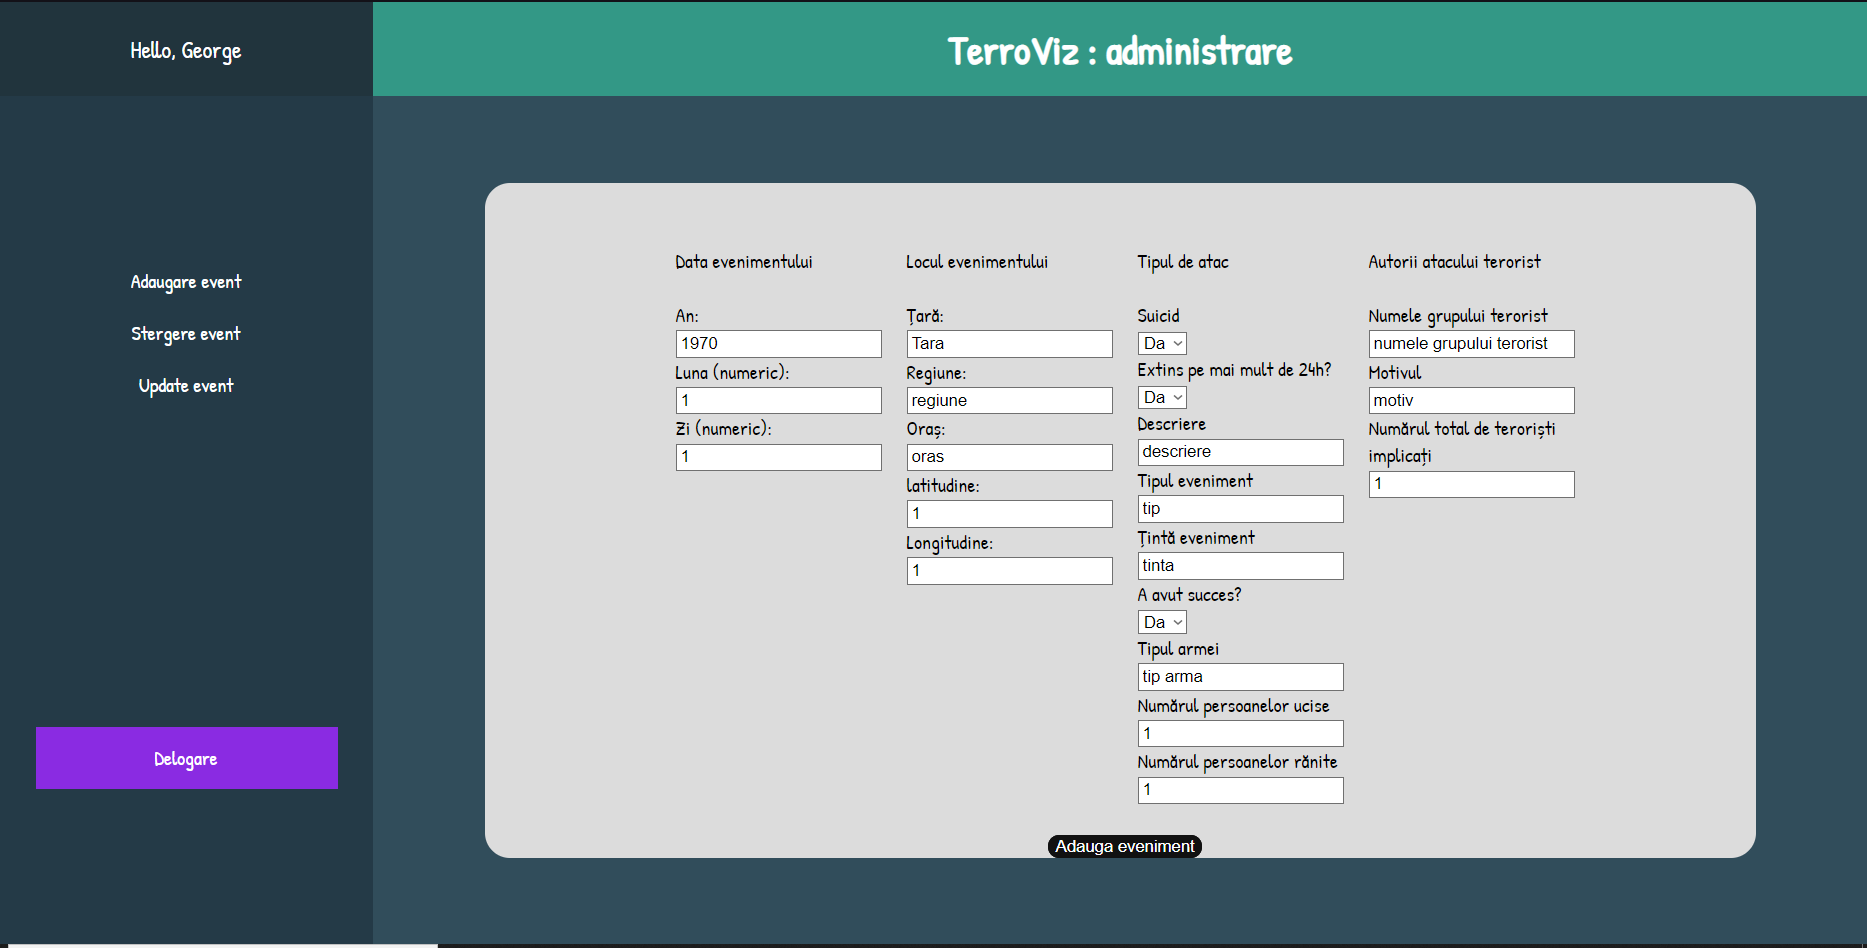 Hello, George
TerroViz : administrare
Adaugare event
Stergere event
Update event
Delogare
Data evenimentului
An:
1970
Luna (numeric):
1
Zi (numeric):
1
Locul evenimentului
Țară:
Tara
Regiune:
regiune
Oraș:
oras
latitudine:
1
Longitudine:
1
Tipul de atac
Suicid
Da
Extins pe mai mult de 24h?
Da
Descriere
descriere
Tipul eveniment
tip
Țintă eveniment
tinta
A avut succes?
Da
Tipul armei
tip arma
Numărul persoanelor ucise
1
Numărul persoanelor rănite
1
Autorii atacului terorist
Numele grupului terorist
numele grupului terorist
Motivul
motiv
Numărul total de teroriști
implicați
1
Adauga eveniment